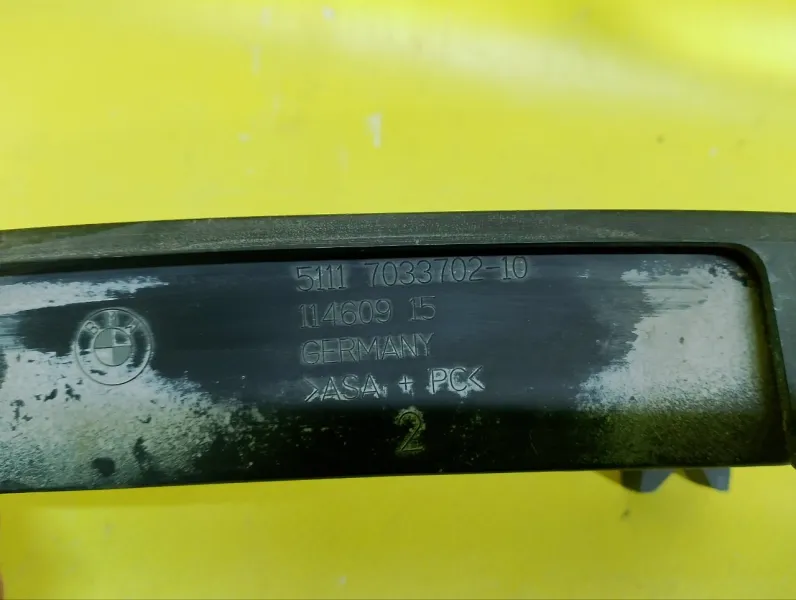 5111 7033702-10
114609 15
GERMANY
>ASA + PC<
2